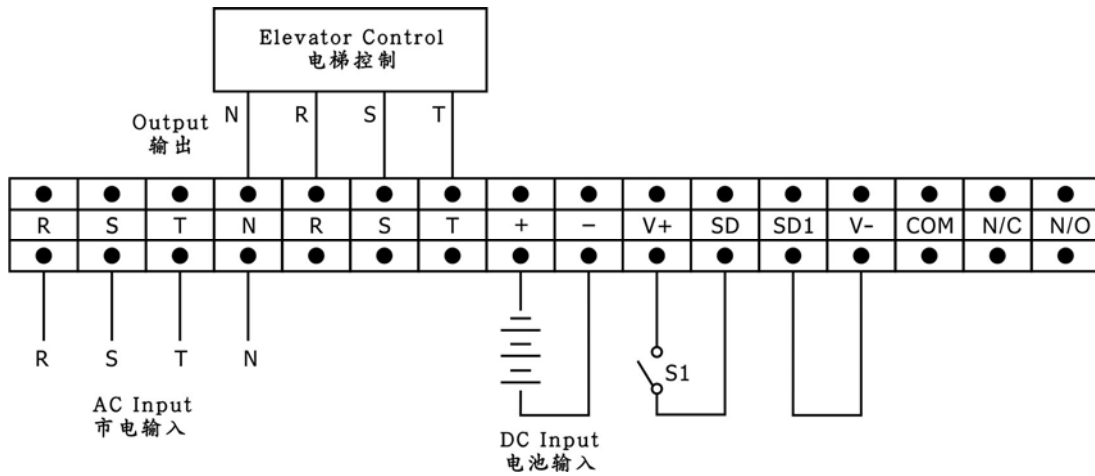 Elevator Control
电梯控制
Output
输出
N R S T
R S T N R S T + − V+ SD SD1 V- COM N/C N/O
R S T N
S1
AC Input
市电输入
DC Input
电池输入